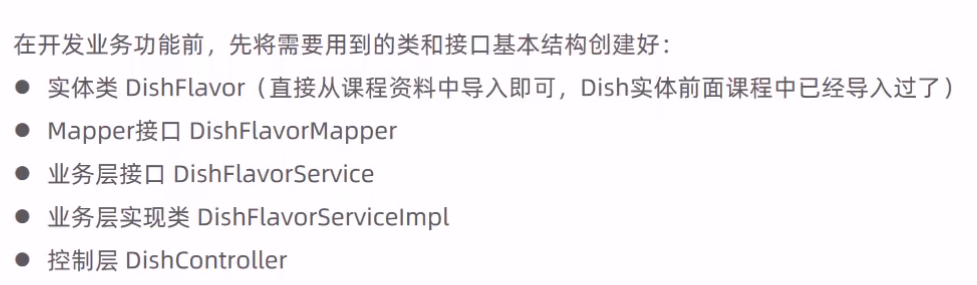 在开发业务功能前，先将需要用到的类和接口基本结构创建好：
● 实体类 DishFlavor（直接从课程资料中导入即可，Dish实体前面课程中已经导入过了）
● Mapper接口 DishFlavorMapper
● 业务层接口 DishFlavorService
● 业务层实现类 DishFlavorServiceImpl
● 控制层 DishController